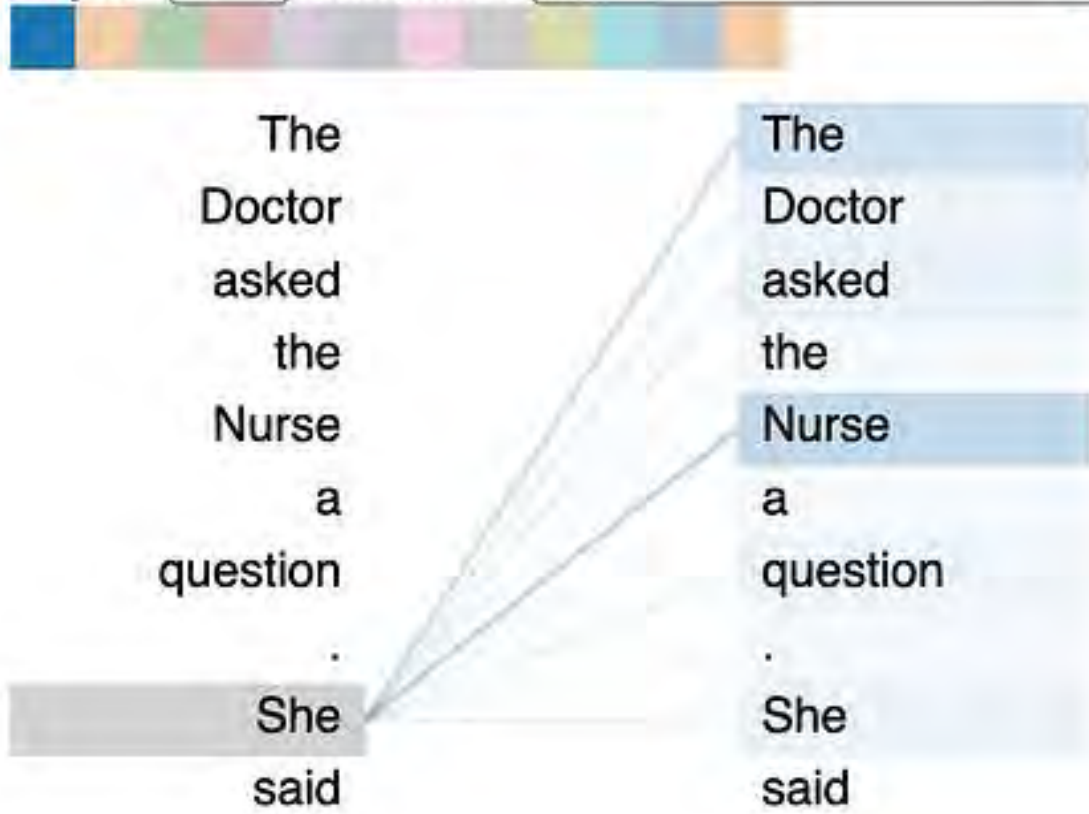 The The
Doctor Doctor
asked asked
the the
Nurse Nurse
a a
question question
. .
She She
said said